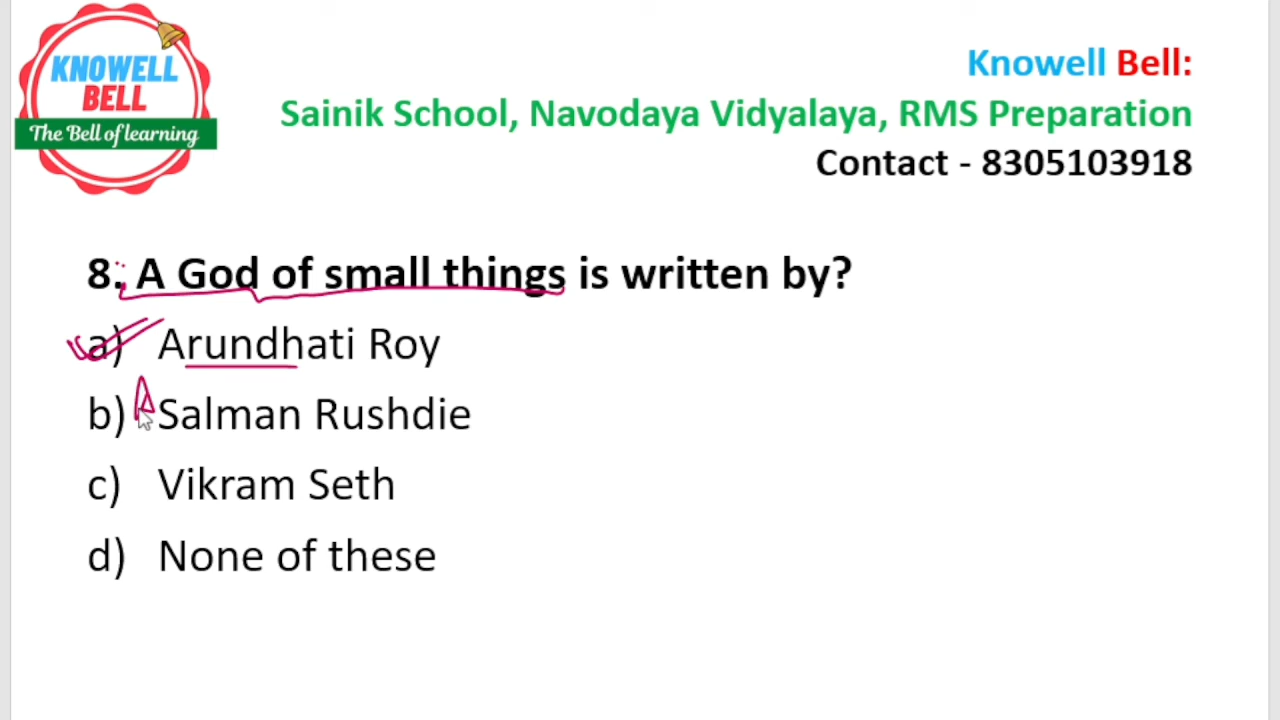 KNOWELL
BELL
The Bell of learning
Knowell Bell:
Sainik School, Navodaya Vidyalaya, RMS Preparation
Contact - 8305103918
8. A God of small things is written by?
a) Arundhati Roy
b) Salman Rushdie
c) Vikram Seth
d) None of these